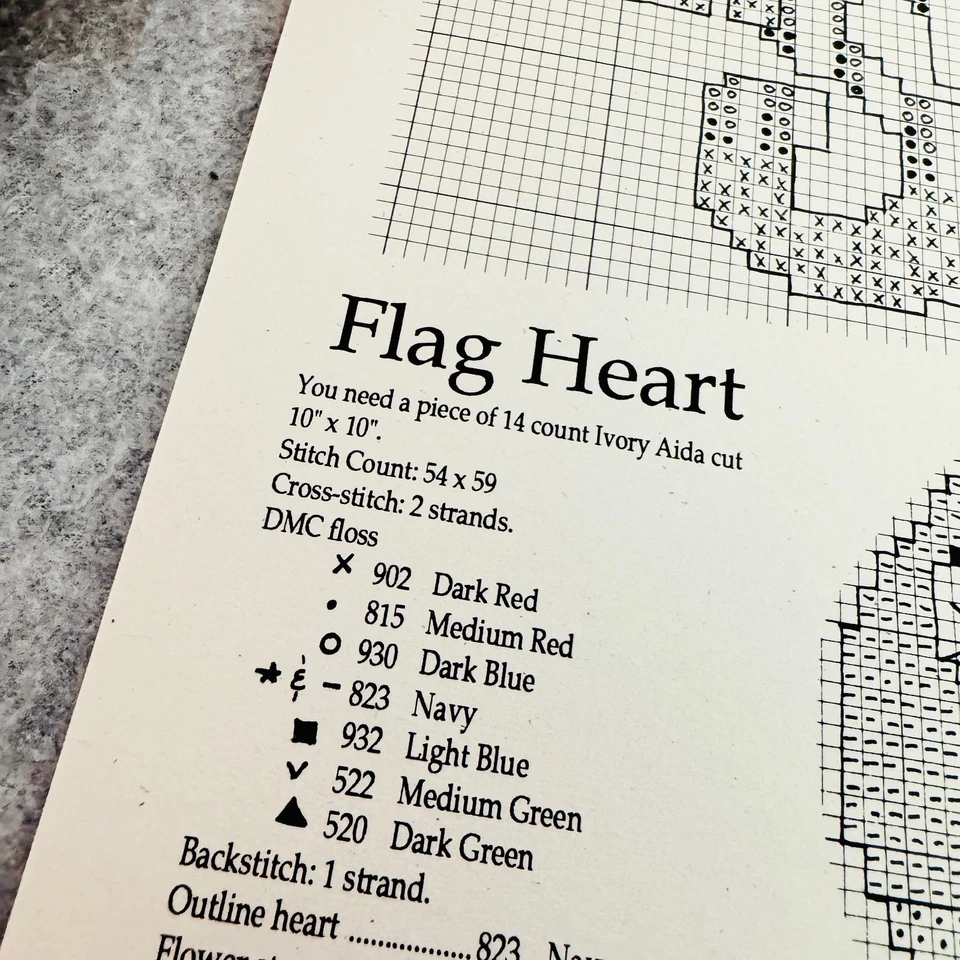 Flag Heart
You need a piece of 14 count Ivory Aida cut
10" x 10".
Stitch Count: 54 x 59
Cross-stitch: 2 strands.
DMC floss
x 902 Dark Red
• 815 Medium Red
o 930 Dark Blue
★ & – 823 Navy
■ 932 Light Blue
v 522 Medium Green
▲ 520 Dark Green
Backstitch: 1 strand.
Outline heart ..................823
Flower